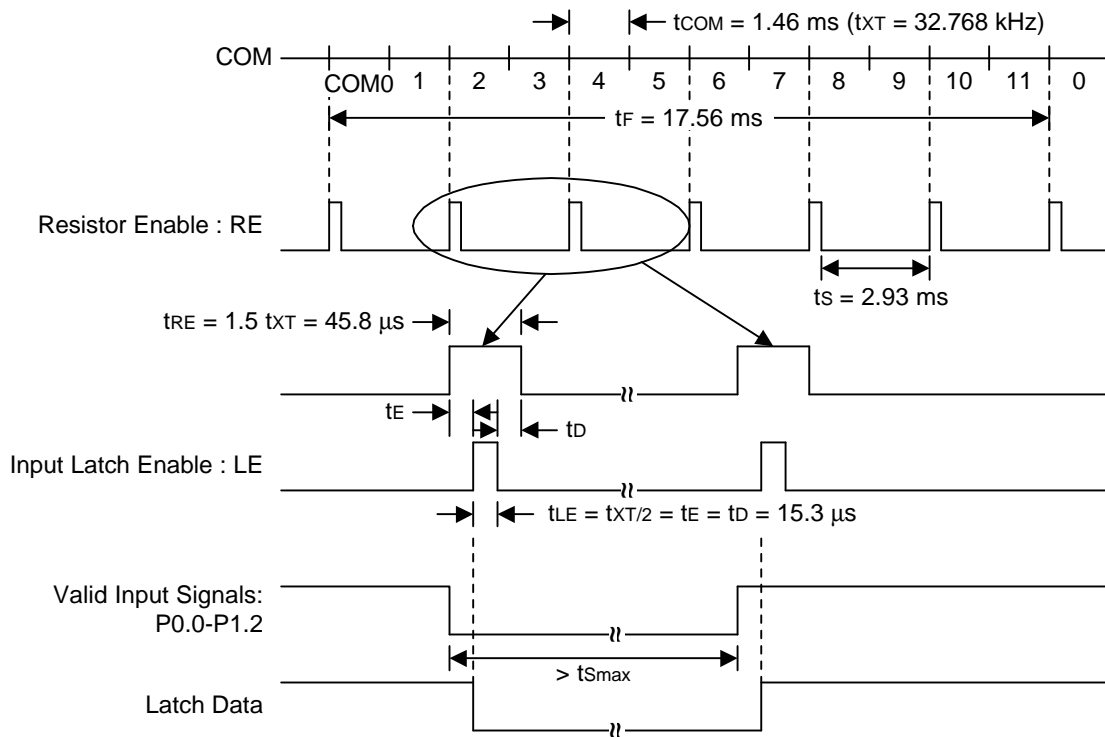 tCOM = 1.46 ms (tXT = 32.768 kHz)
COM
COM0 1 2 3 4 5 6 7 8 9 10 11 0
tF = 17.56 ms
Resistor Enable : RE
tS = 2.93 ms
tRE = 1.5 tXT = 45.8 µs
tE
tD
Input Latch Enable : LE
tLE = tXT/2 = tE = tD = 15.3 µs
Valid Input Signals:
P0.0-P1.2
> tSmax
Latch Data